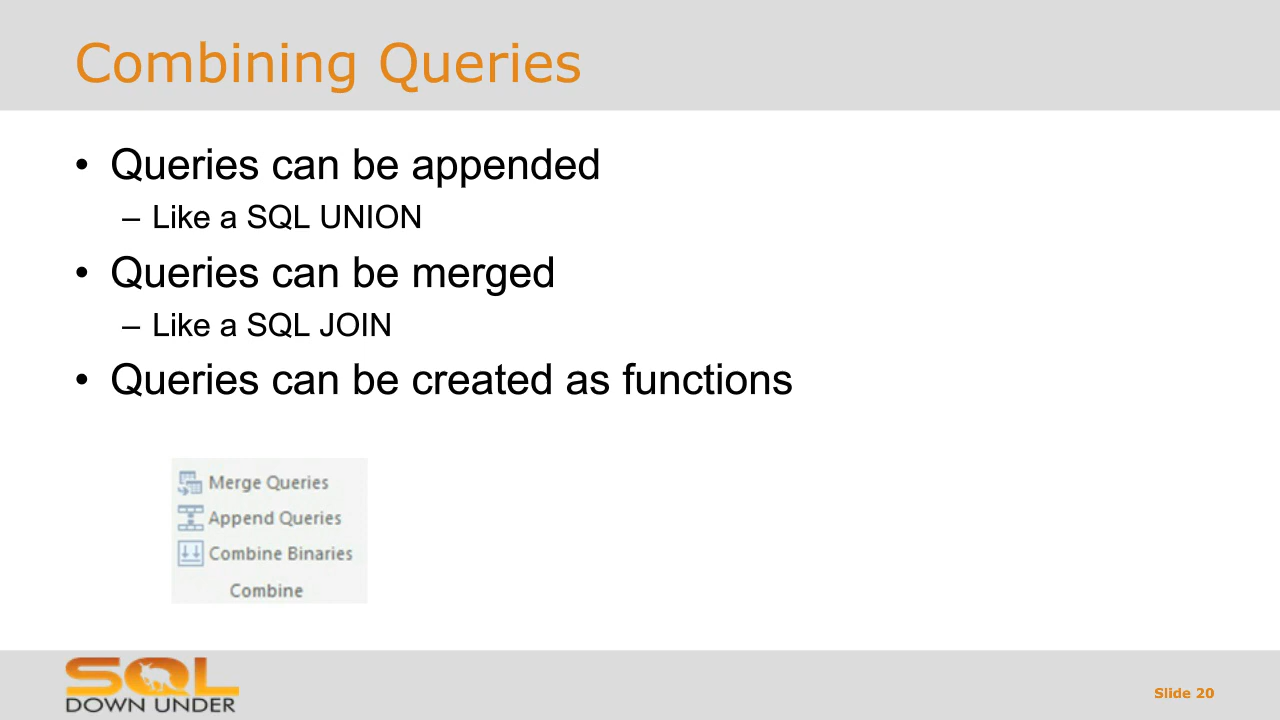 Combining Queries
• Queries can be appended
– Like a SQL UNION
• Queries can be merged
– Like a SQL JOIN
• Queries can be created as functions
Merge Queries
Append Queries
Combine Binaries
Combine
SQL
DOWN UNDER
Slide 20